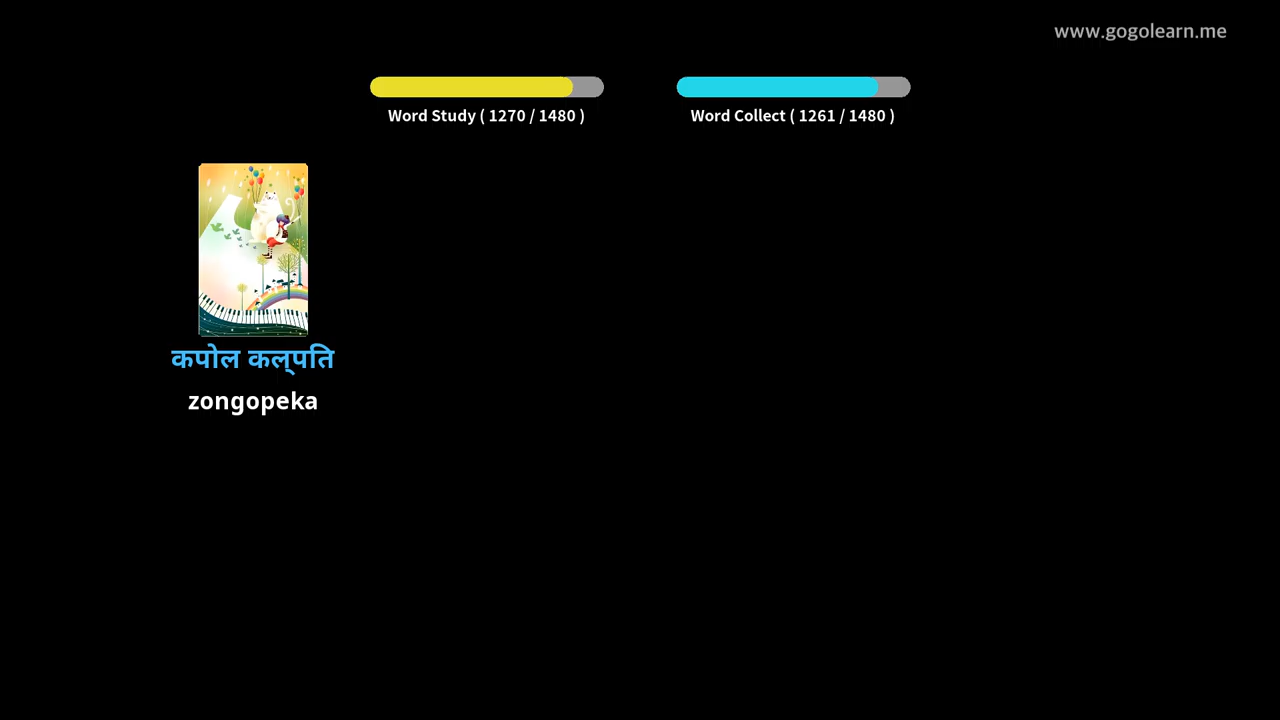 www.gogolearn.me
Word Study ( 1270 / 1480 )
Word Collect ( 1261 / 1480 )
कपोल कल्पति
zongopeka